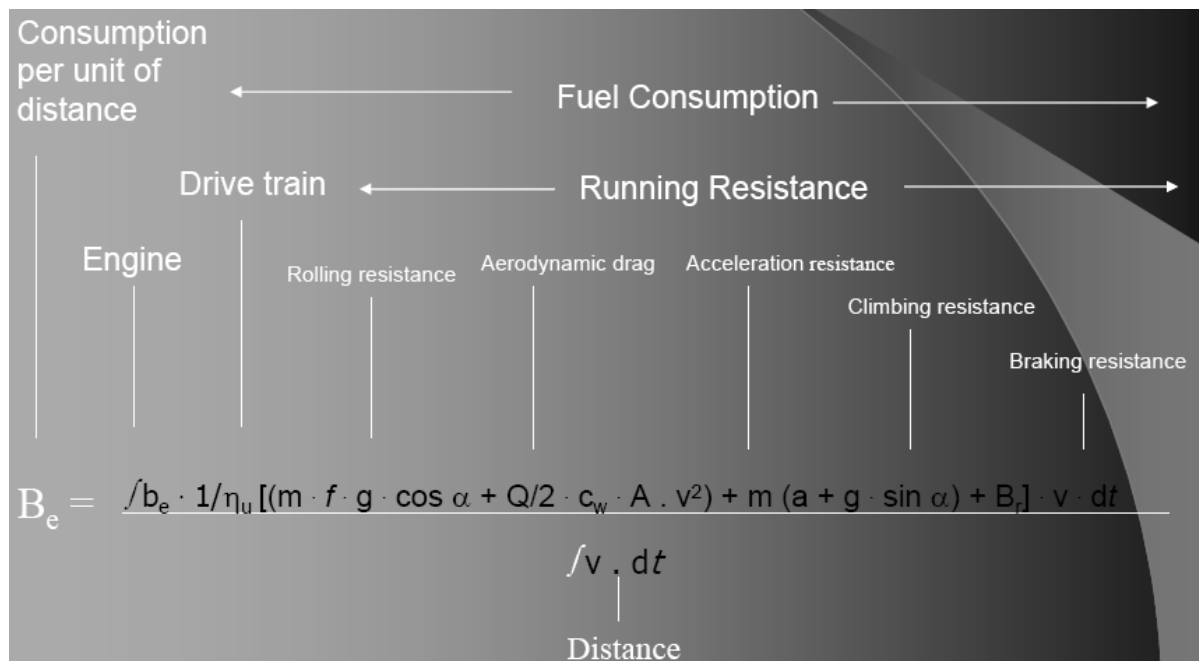 Consumption
per unit of
distance
Fuel Consumption
Drive train
Running Resistance
Engine
Rolling resistance
Aerodynamic drag
Acceleration resistance
Climbing resistance
Braking resistance
Bₑ = ∫bₑ · 1/ηᵤ [(m · f · g · cos α + Q/2 · c_w · A . v²) + m (a + g · sin α) + Bᵣ] · v · dt
∫v . dt
Distance